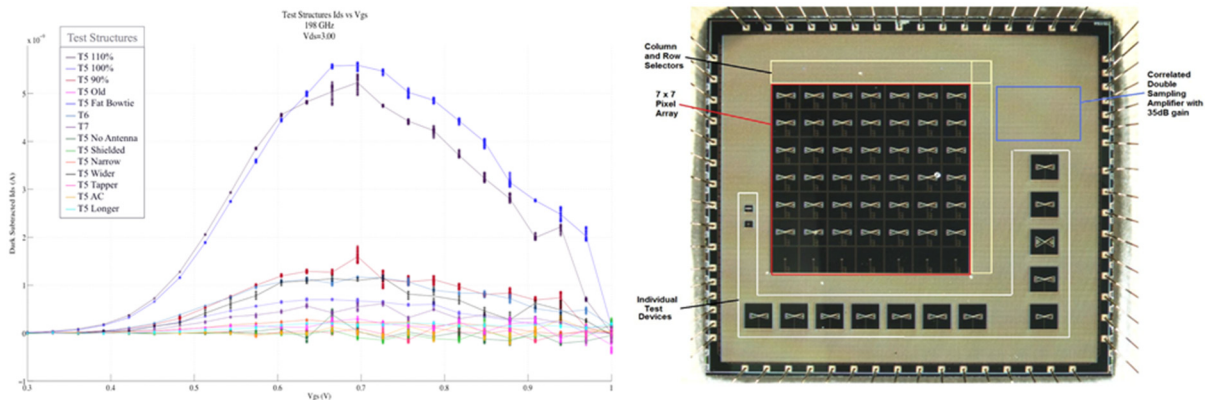 Test Structures Ids vs Vgs
198 GHz
Vds=3.00
Test Structures
T5 110%
T5 100%
T5 90%
T5 Old
T5 Fat Bowtie
T6
T7
T5 No Antenna
T5 Shielded
T5 Narrow
T5 Wider
T5 Tapper
T5 AC
T5 Longer
Dark Subtracted Ids (A)
5
4
3
2
1
0
-1
0.3
0.4
0.5
0.6
0.7
0.8
0.9
1
Vgs (V)
Column
and Row
Selectors
7 x 7
Pixel
Array
Individual
Test
Devices
Correlated
Double
Sampling
Amplifier with
35dB gain